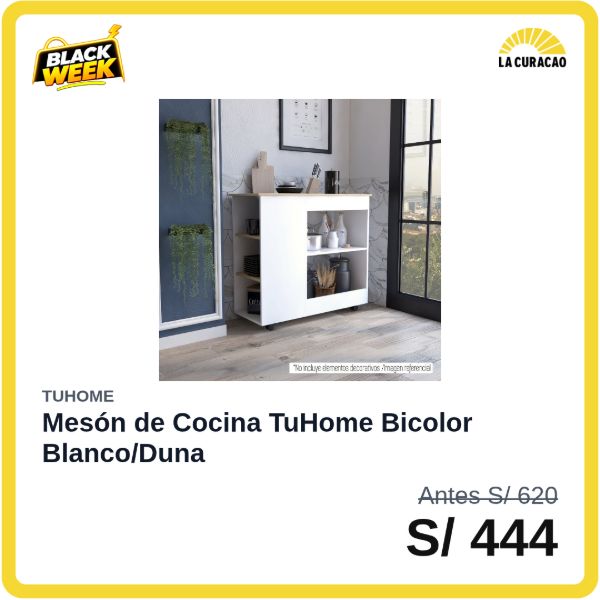 BLACK
WEEK
LA CURACAO
*No incluye elementos decorativos /Imagen referencial
TUHOME
Mesón de Cocina TuHome Bicolor
Blanco/Duna
Antes S/ 620
S/ 444